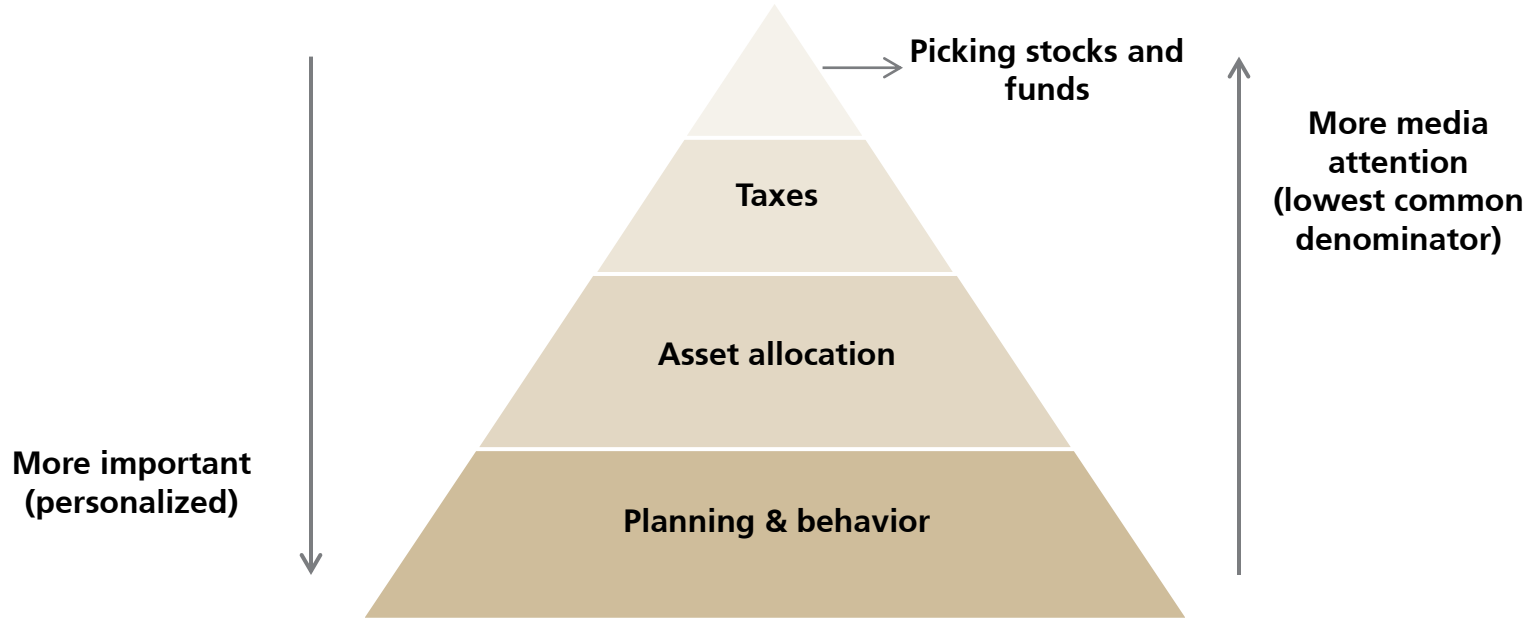 Picking stocks and
funds
More media
attention
(lowest common
denominator)
Taxes
Asset allocation
More important
(personalized)
Planning & behavior